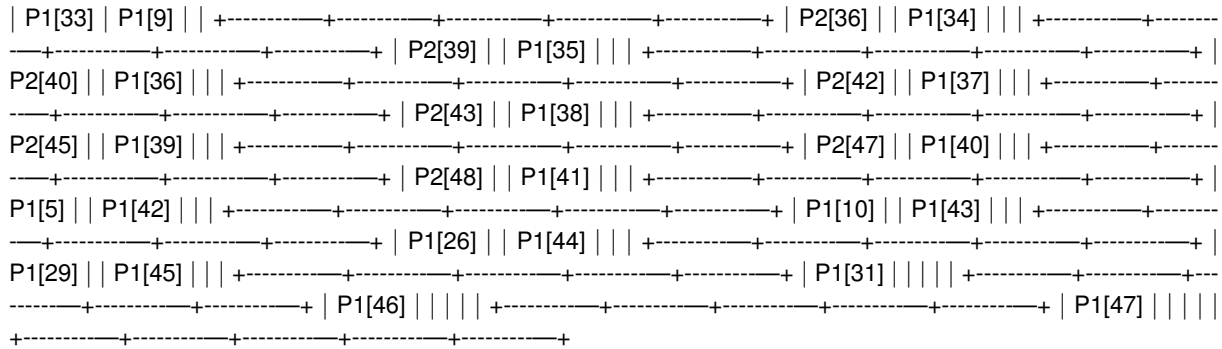 | P1[33] | P1[9] | | +----------—+----------—+----------—+----------—+----------—+ | P2[36] | | P1[34] | | | +----------—+--------
--—+----------—+----------—+----------—+ | P2[39] | | P1[35] | | | +----------—+----------—+----------—+----------—+----------—+ |
P2[40] | | P1[36] | | | +----------—+----------—+----------—+----------—+----------—+ | P2[42] | | P1[37] | | | +----------—+-------
---—+----------—+----------—+----------—+ | P2[43] | | P1[38] | | | +----------—+----------—+----------—+----------—+----------—+ |
P2[45] | | P1[39] | | | +----------—+----------—+----------—+----------—+----------—+ | P2[47] | | P1[40] | | | +----------—+-------
---—+----------—+----------—+----------—+ | P2[48] | | P1[41] | | | +----------—+----------—+----------—+----------—+----------—+ |
P1[5] | | P1[42] | | | +----------—+----------—+----------—+----------—+----------—+ | P1[10] | | P1[43] | | | +----------—+--------
--—+----------—+----------—+----------—+ | P1[26] | | P1[44] | | | +----------—+----------—+----------—+----------—+----------—+ |
P1[29] | | P1[45] | | | +----------—+----------—+----------—+----------—+----------—+ | P1[31] | | | | | +----------—+----------—+---
-------—+----------—+----------—+ | P1[46] | | | | | +----------—+----------—+----------—+----------—+----------—+ | P1[47] | | | | |
+----------—+----------—+----------—+----------—+----------—+